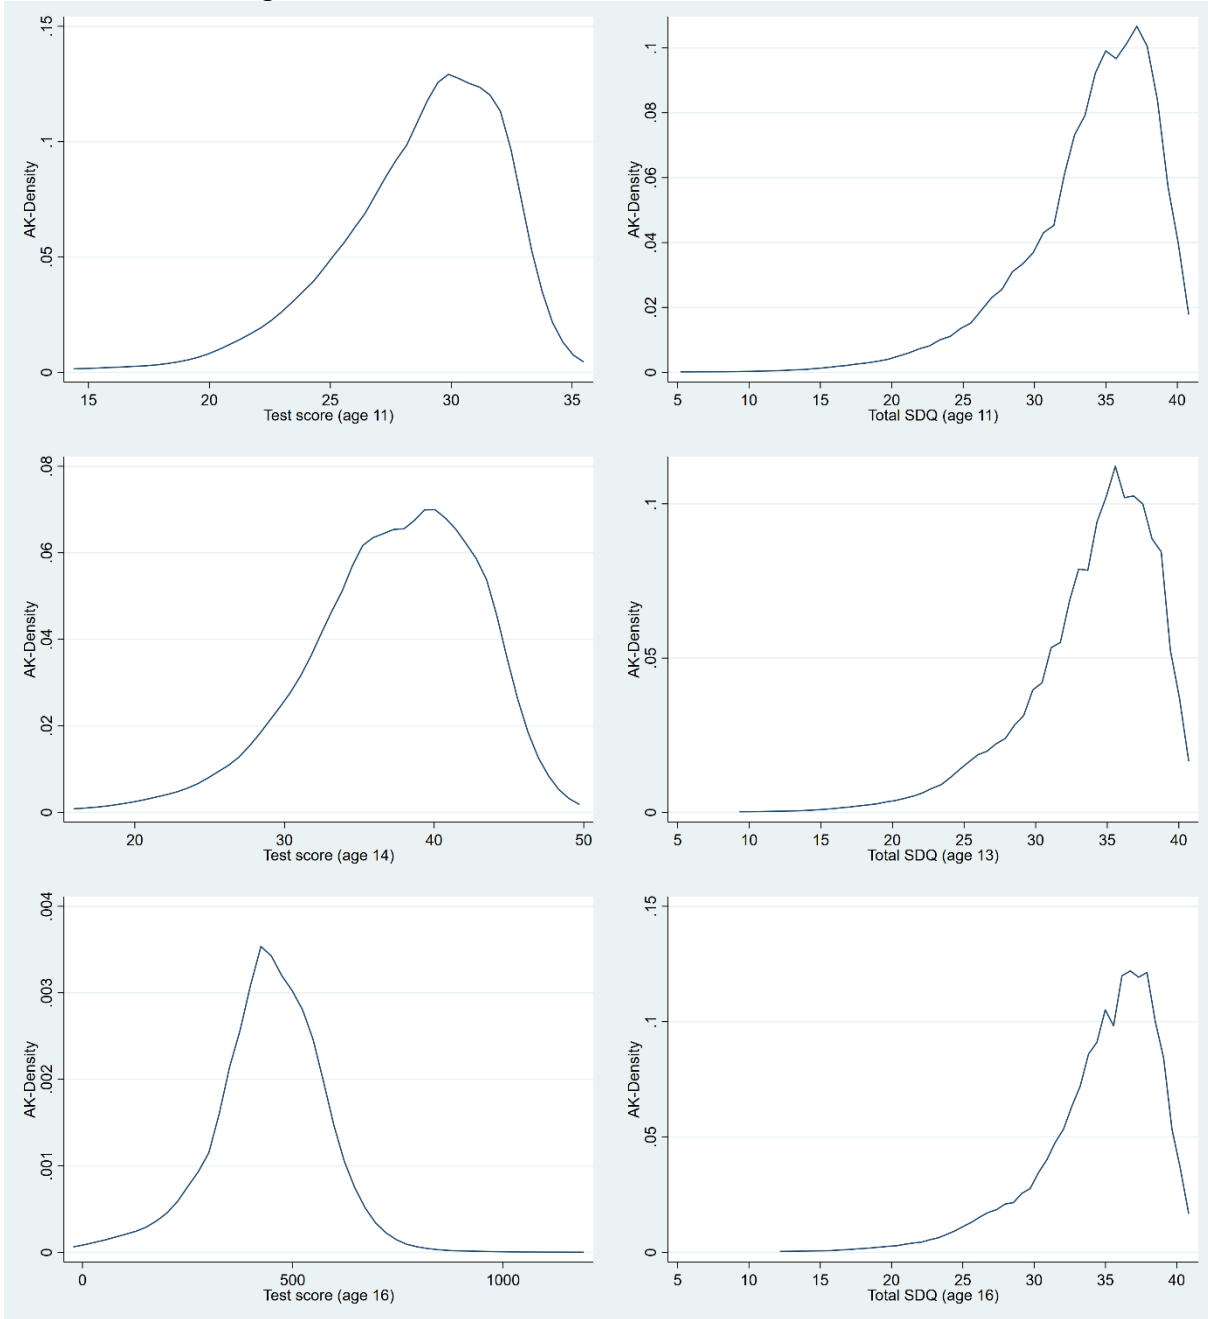 .15
.1
.05
0
AK-Density
15 20 25 30 35
Test score (age 11)
.1
.08
.06
.04
.02
0
AK-Density
5 10 15 20 25 30 35 40
Total SDQ (age 11)
.08
.06
.04
.02
0
AK-Density
20 30 40 50
Test score (age 14)
.1
.05
0
AK-Density
5 10 15 20 25 30 35 40
Total SDQ (age 13)
.004
.003
.002
.001
0
AK-Density
0 500 1000
Test score (age 16)
.15
.1
.05
0
AK-Density
5 10 15 20 25 30 35 40
Total SDQ (age 16)